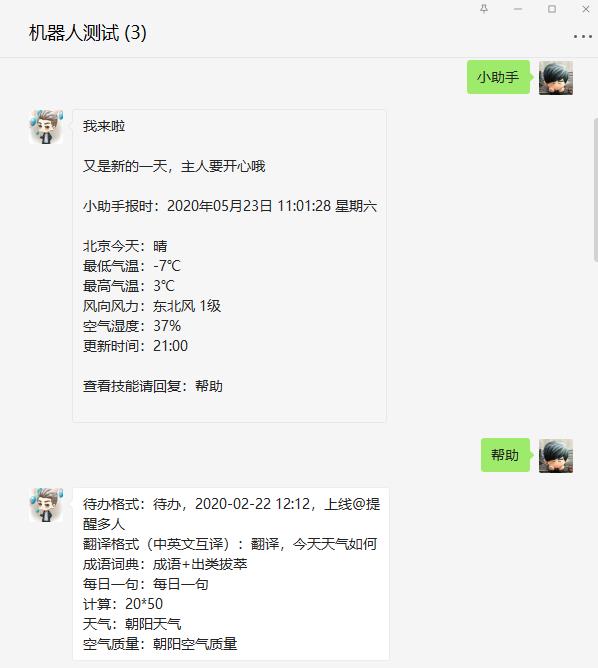 机器人测试 (3)
小助手
我来啦
又是新的一天，主人要开心哦
小助手报时：2020年05月23日 11:01:28 星期六
北京今天：晴
最低气温：-7℃
最高气温：3℃
风向风力：东北风 1级
空气湿度：37%
更新时间：21:00
查看技能请回复：帮助
帮助
待办格式：待办，2020-02-22 12:12，上线@提
醒多人
翻译格式（中英文互译）：翻译，今天天气如何
成语词典：成语+出类拔萃
每日一句：每日一句
计算：20*50
天气：朝阳天气
空气质量：朝阳空气质量